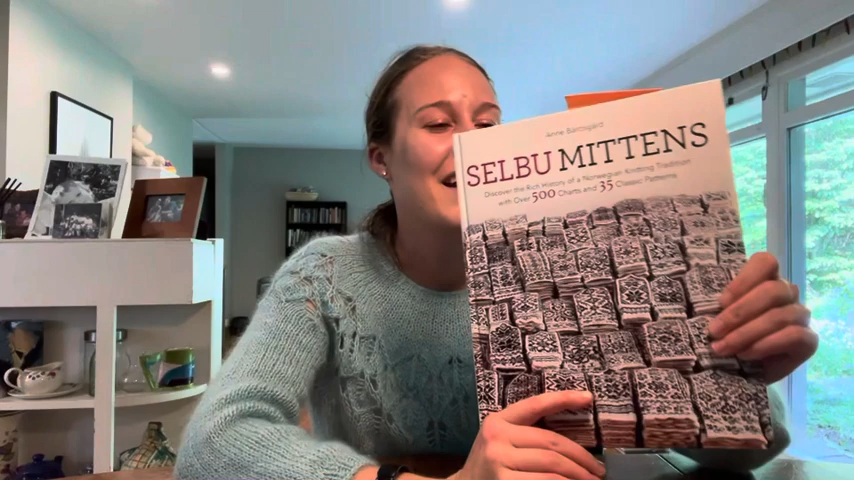 Anne Bårdsgård
SELBU MITTENS
Discover the Rich History of a Norwegian Knitting Tradition
with Over 500 Charts and 35 Classic Patterns